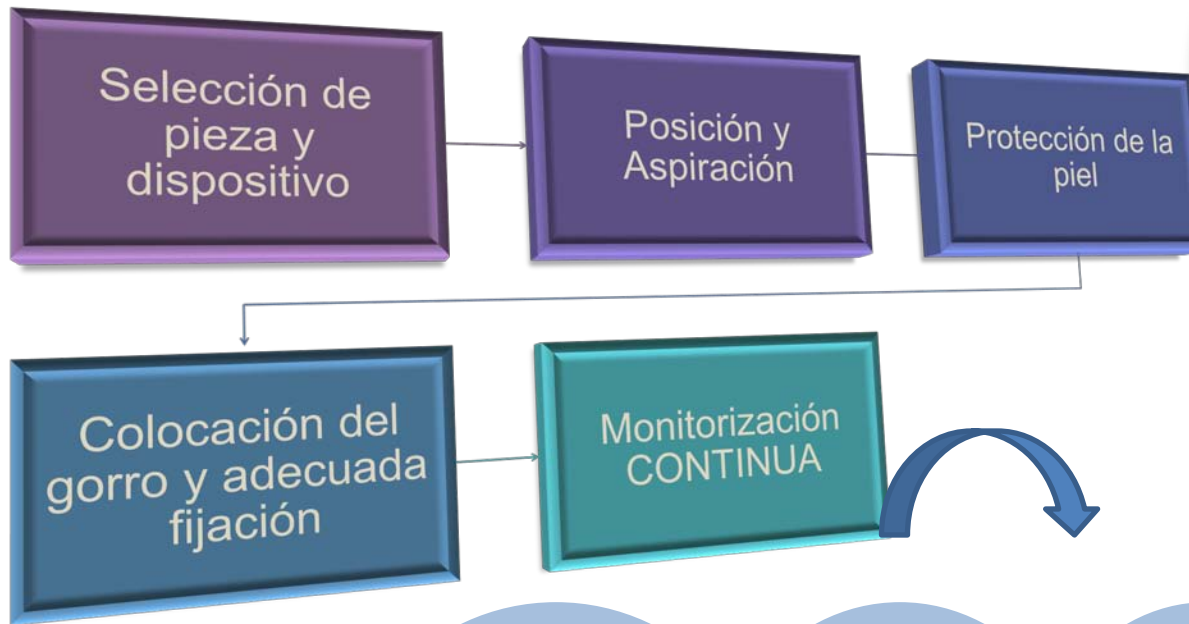 Selección de
pieza y
dispositivo
Posición y
Aspiración
Protección de la
piel
Colocación del
gorro y adecuada
fijación
Monitorización
CONTINUA